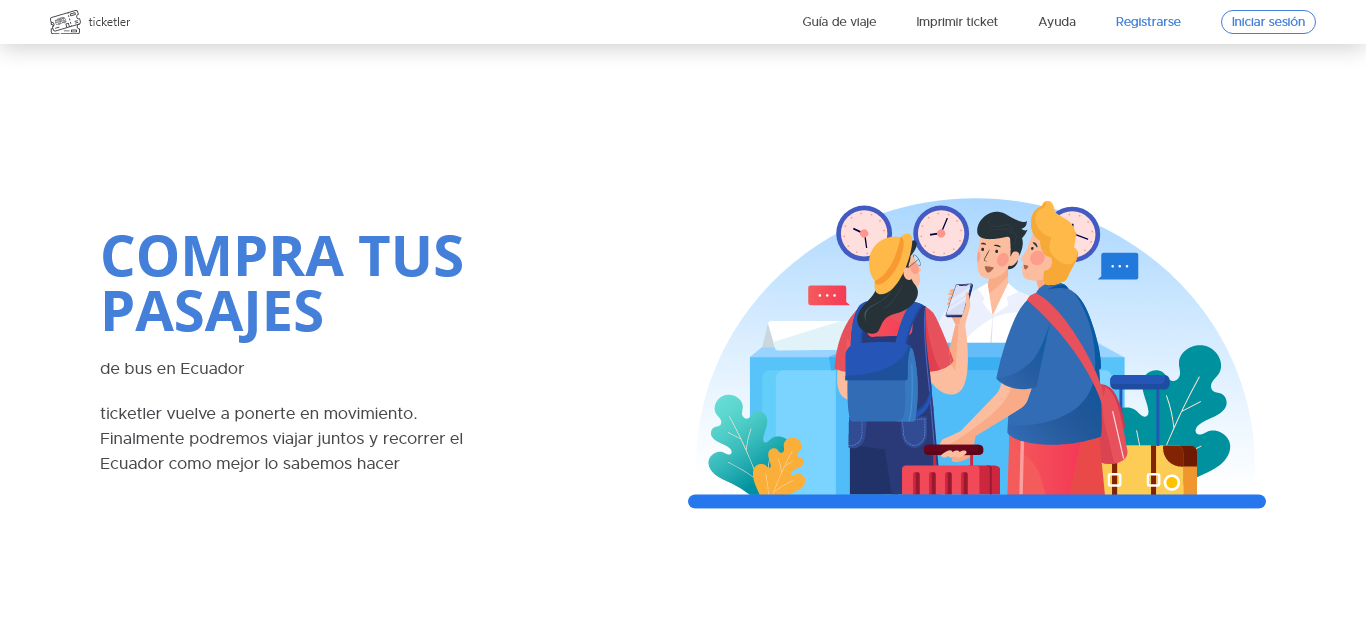 ticketler
Guía de viaje
Imprimir ticket
Ayuda
Registrarse
Iniciar sesión
COMPRA TUS
PASAJES
de bus en Ecuador
ticketler vuelve a ponerte en movimiento.
Finalmente podremos viajar juntos y recorrer el
Ecuador como mejor lo sabemos hacer